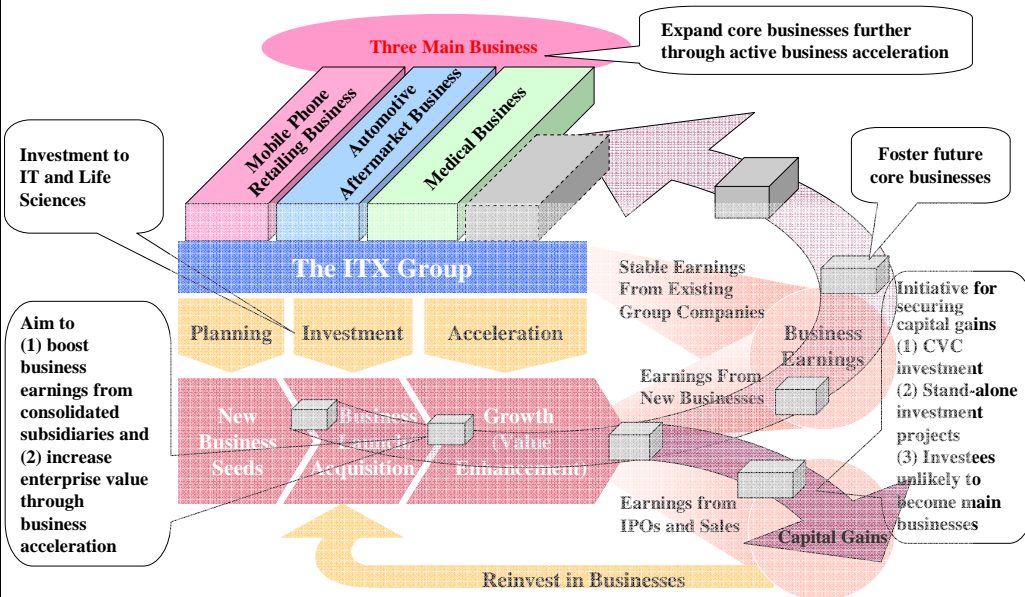 Three Main Business
Expand core businesses further
through active business acceleration
Mobile Phone
Retailing Business
Automotive
Aftermarket Business
Medical Business
Investment to
IT and Life
Sciences
Foster future
core businesses
The ITX Group
Stable Earnings
From Existing
Group Companies
Planning
Investment
Acceleration
Business
Earnings
Initiative for
securing
capital gains
(1) CVC
investment
(2) Stand-alone
investment
projects
(3) Investees
unlikely to
become main
businesses
Aim to
(1) boost
business
earnings from
consolidated
subsidiaries and
(2) increase
enterprise value
through
business
acceleration
New
Business
Seeds
Business
Launch
Acquisition
Growth
(Value
Enhancement)
Earnings From
New Businesses
Earnings from
IPOs and Sales
Capital Gains
Reinvest in Businesses